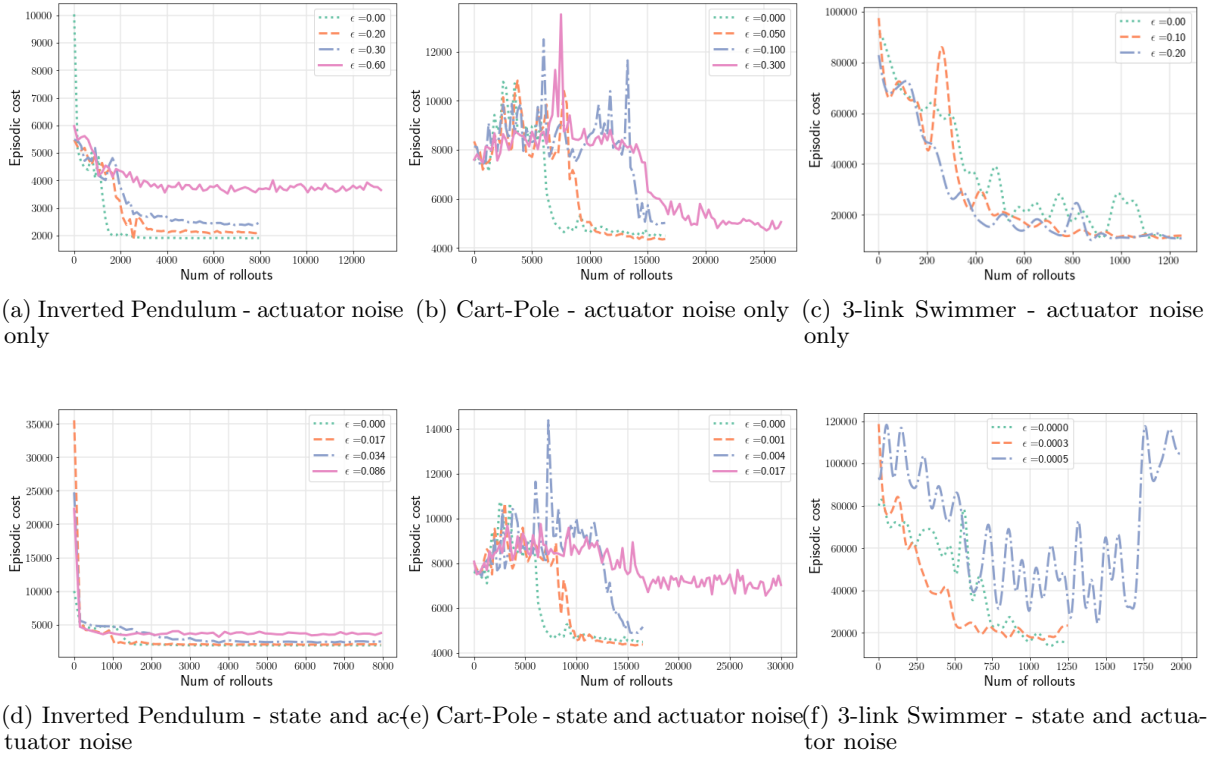 ϵ =0.00
ϵ =0.20
ϵ =0.30
ϵ =0.60
10000
9000
8000
7000
6000
5000
4000
3000
2000
Episodic cost
0 2000 4000 6000 8000 10000 12000
Num of rollouts
(a) Inverted Pendulum - actuator noise
only
ϵ =0.000
ϵ =0.050
ϵ =0.100
ϵ =0.300
12000
10000
8000
6000
4000
Episodic cost
0 5000 10000 15000 20000 25000
Num of rollouts
(b) Cart-Pole - actuator noise only
ϵ =0.00
ϵ =0.10
ϵ =0.20
100000
80000
60000
40000
20000
Episodic cost
0 200 400 600 800 1000 1200
Num of rollouts
(c) 3-link Swimmer - actuator noise
only
ϵ =0.000
ϵ =0.017
ϵ =0.034
ϵ =0.086
35000
30000
25000
20000
15000
10000
5000
Episodic cost
0 1000 2000 3000 4000 5000 6000 7000 8000
Num of rollouts
(d) Inverted Pendulum - state and ac-
tuator noise
ϵ =0.000
ϵ =0.001
ϵ =0.004
ϵ =0.017
14000
12000
10000
8000
6000
4000
Episodic cost
0 5000 10000 15000 20000 25000 30000
Num of rollouts
(e) Cart-Pole - state and actuator noise
ϵ =0.0000
ϵ =0.0003
ϵ =0.0005
120000
100000
80000
60000
40000
20000
Episodic cost
0 250 500 750 1000 1250 1500 1750 2000
Num of rollouts
(f) 3-link Swimmer - state and actua-
tor noise